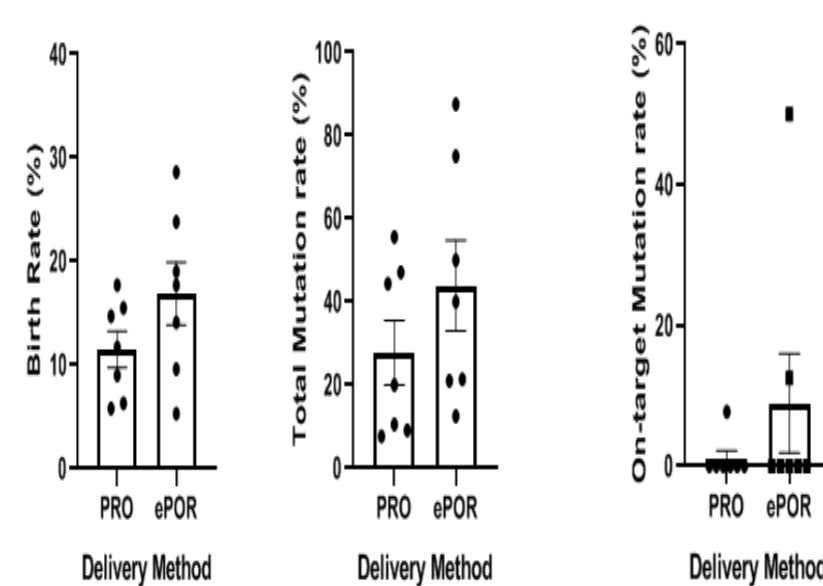 Birth Rate (%)
40
30
20
10
0
PRO ePOR
Delivery Method
Total Mutation rate (%)
100
80
60
40
20
0
PRO ePOR
Delivery Method
On-target Mutation rate (%)
60
40
20
0
PRO ePOR
Delivery Method